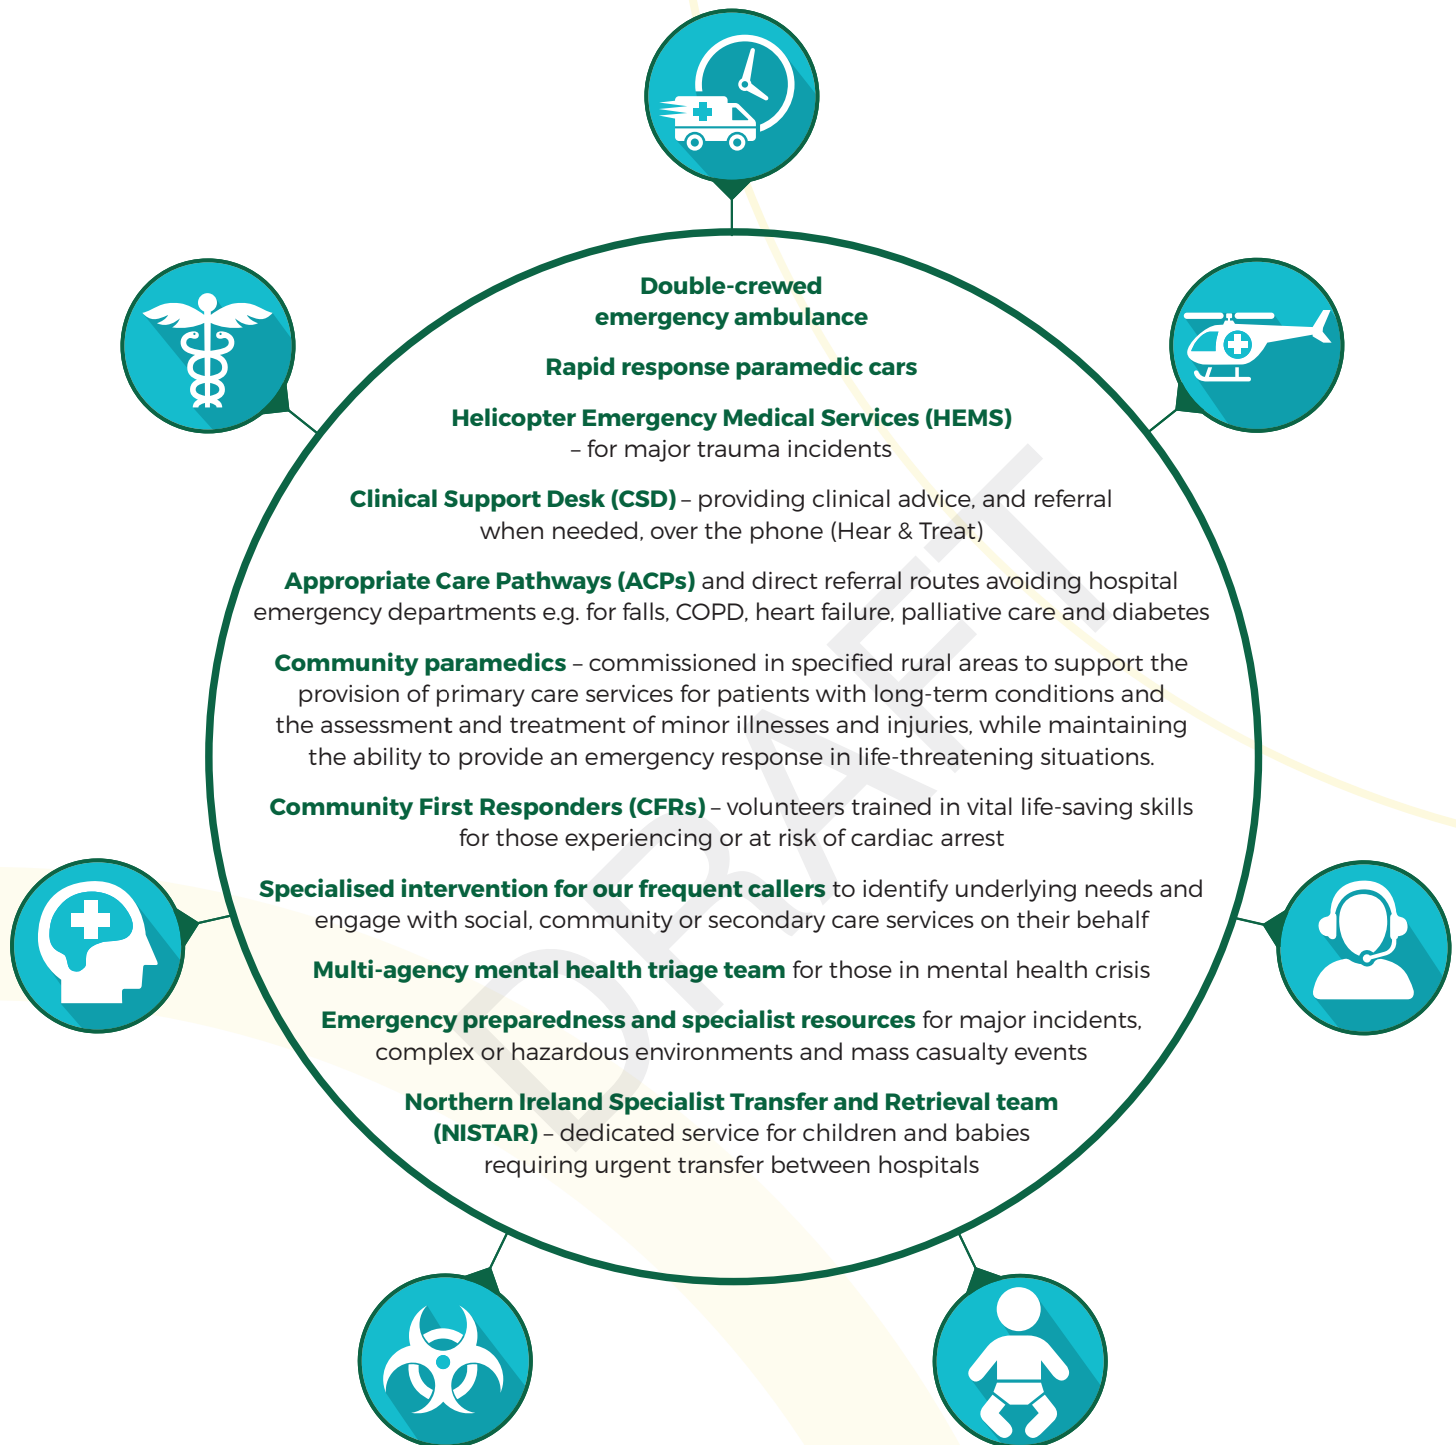 Double-crewed
emergency ambulance
Rapid response paramedic cars
Helicopter Emergency Medical Services (HEMS)
– for major trauma incidents
Clinical Support Desk (CSD) – providing clinical advice, and referral
when needed, over the phone (Hear & Treat)
Appropriate Care Pathways (ACPs) and direct referral routes avoiding hospital
emergency departments e.g. for falls, COPD, heart failure, palliative care and diabetes
Community paramedics – commissioned in specified rural areas to support the
provision of primary care services for patients with long-term conditions and
the assessment and treatment of minor illnesses and injuries, while maintaining
the ability to provide an emergency response in life-threatening situations.
Community First Responders (CFRs) – volunteers trained in vital life-saving skills
for those experiencing or at risk of cardiac arrest
Specialised intervention for our frequent callers to identify underlying needs and
engage with social, community or secondary care services on their behalf
Multi-agency mental health triage team for those in mental health crisis
Emergency preparedness and specialist resources for major incidents,
complex or hazardous environments and mass casualty events
Northern Ireland Specialist Transfer and Retrieval team
(NISTAR) – dedicated service for children and babies
requiring urgent transfer between hospitals
DRAFT